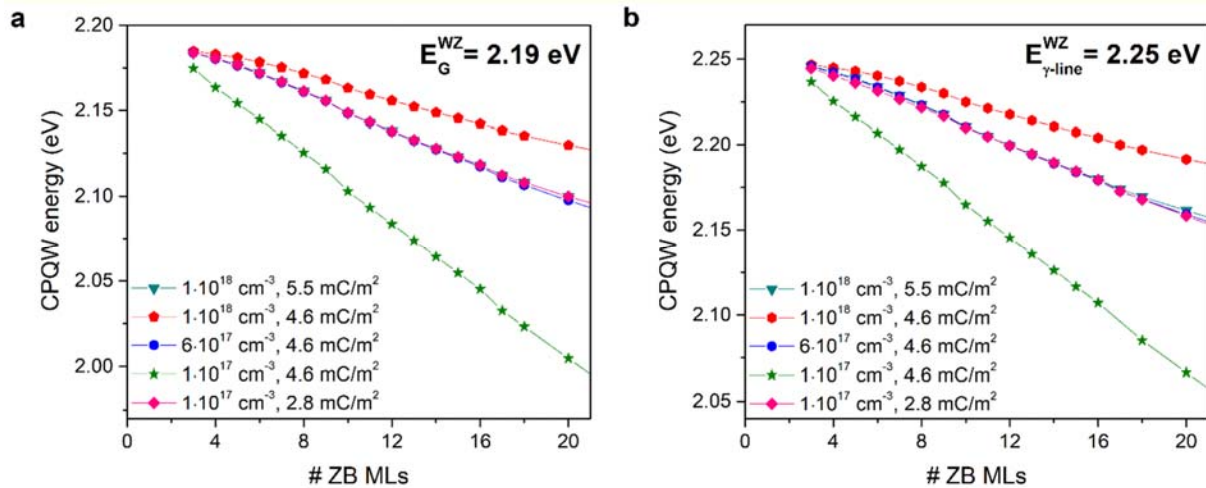 a
E_G^WZ = 2.19 eV
CPQW energy (eV)
2.20
2.15
2.10
2.05
2.00
1·10^18 cm^-3, 5.5 mC/m^2
1·10^18 cm^-3, 4.6 mC/m^2
6·10^17 cm^-3, 4.6 mC/m^2
1·10^17 cm^-3, 4.6 mC/m^2
1·10^17 cm^-3, 2.8 mC/m^2
0 4 8 12 16 20
# ZB MLs
b
E_γ-line^WZ = 2.25 eV
CPQW energy (eV)
2.25
2.20
2.15
2.10
2.05
1·10^18 cm^-3, 5.5 mC/m^2
1·10^18 cm^-3, 4.6 mC/m^2
6·10^17 cm^-3, 4.6 mC/m^2
1·10^17 cm^-3, 4.6 mC/m^2
1·10^17 cm^-3, 2.8 mC/m^2
0 4 8 12 16 20
# ZB MLs